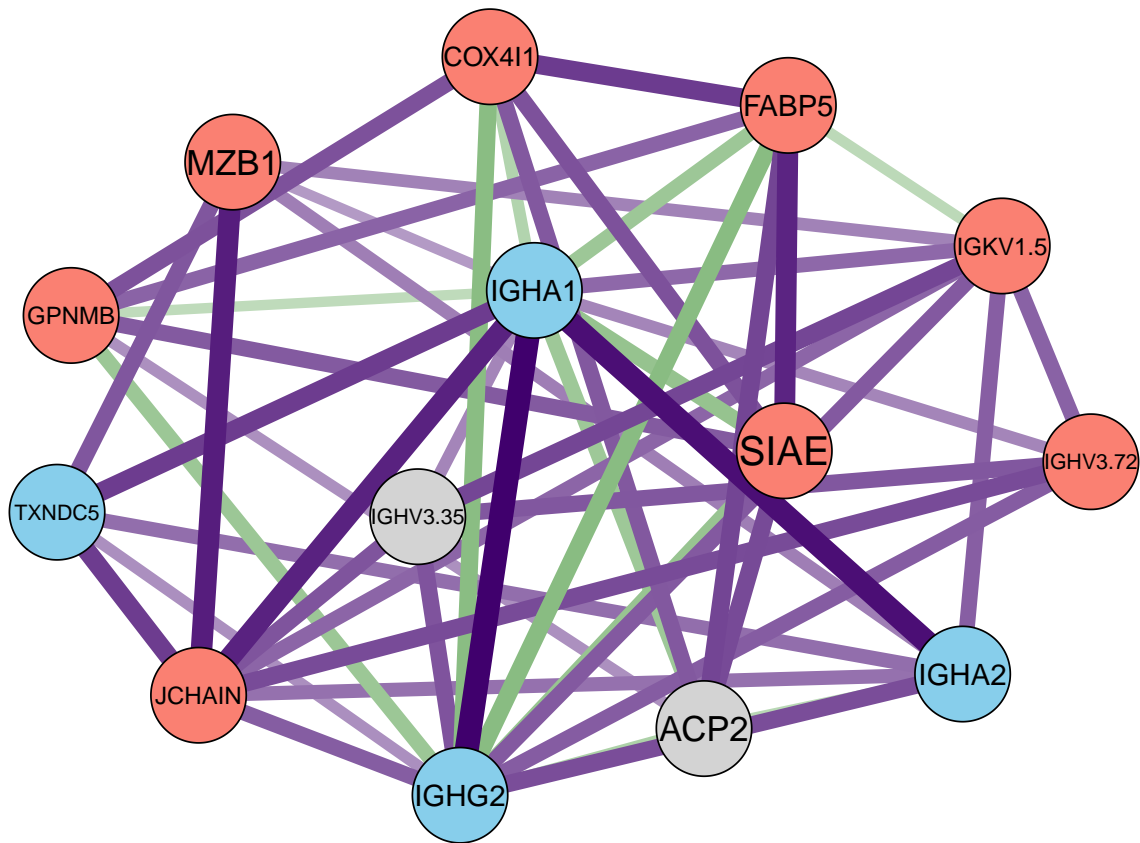 COX4I1
FABP5
MZB1
IGKV1.5
IGHA1
GPNMB
SIAE
IGHV3.72
TXNDC5
IGHV3.35
IGHA2
JCHAIN
ACP2
IGHG2